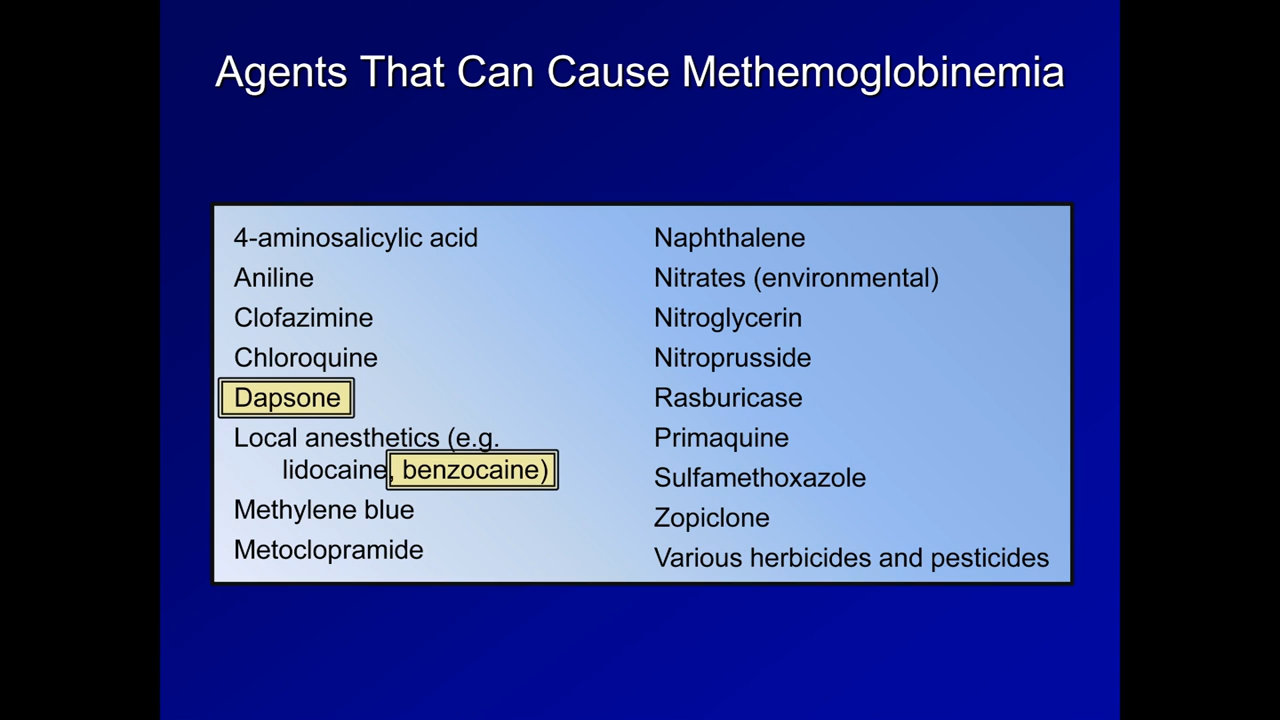 Agents That Can Cause Methemoglobinemia
4-aminosalicylic acid
Aniline
Clofazimine
Chloroquine
Dapsone
Local anesthetics (e.g.
lidocaine, benzocaine)
Methylene blue
Metoclopramide
Naphthalene
Nitrates (environmental)
Nitroglycerin
Nitroprusside
Rasburicase
Primaquine
Sulfamethoxazole
Zopiclone
Various herbicides and pesticides